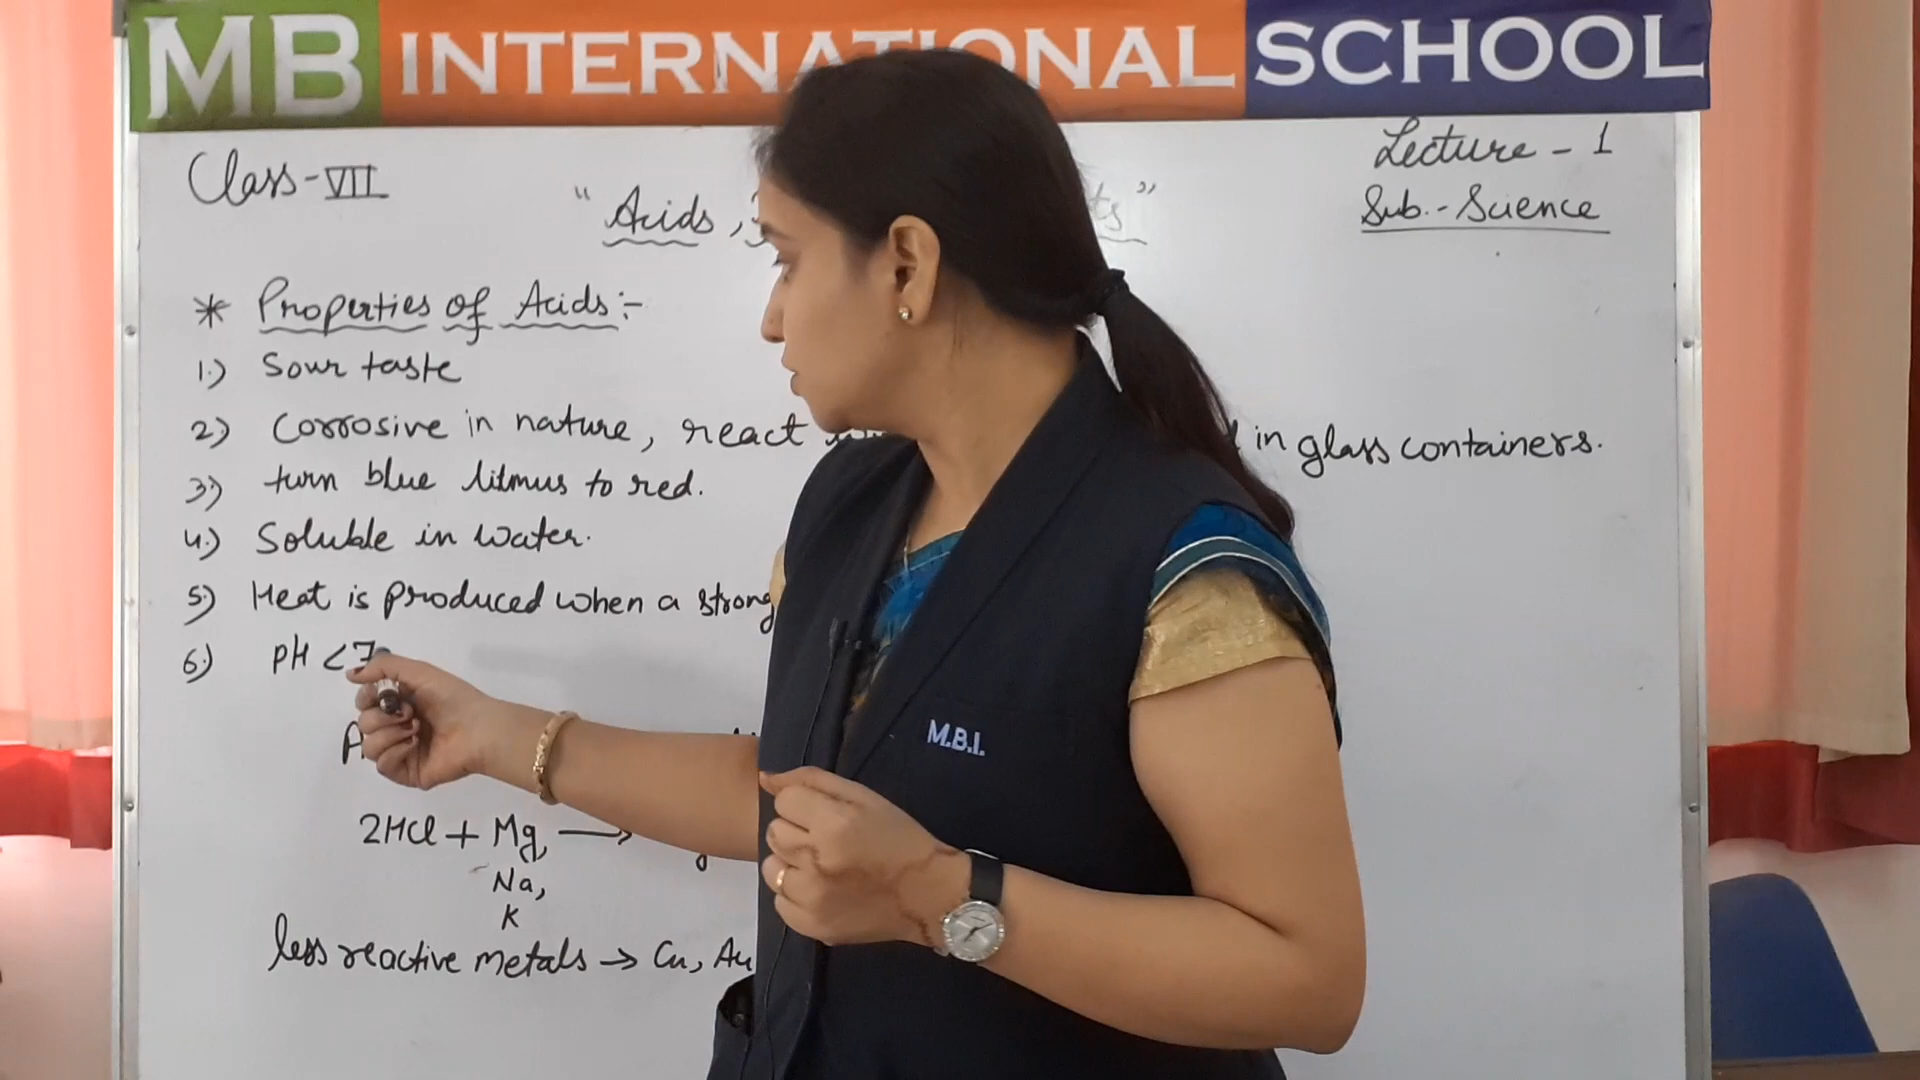 MB INTERNATIONAL SCHOOL
Class-VII
Lecture - 1
Sub.-Science
"Acids,
* Properties of Acids:-
1.) Sour taste
2) Corrosive in nature, react in glass containers.
3) turn blue litmus to red.
4.) Soluble in water.
5) Heat is produced when a strong
6.) PH <7
2HCl + Mg, →
Na,
K
less reactive metals → Cu, Au
M.B.I.